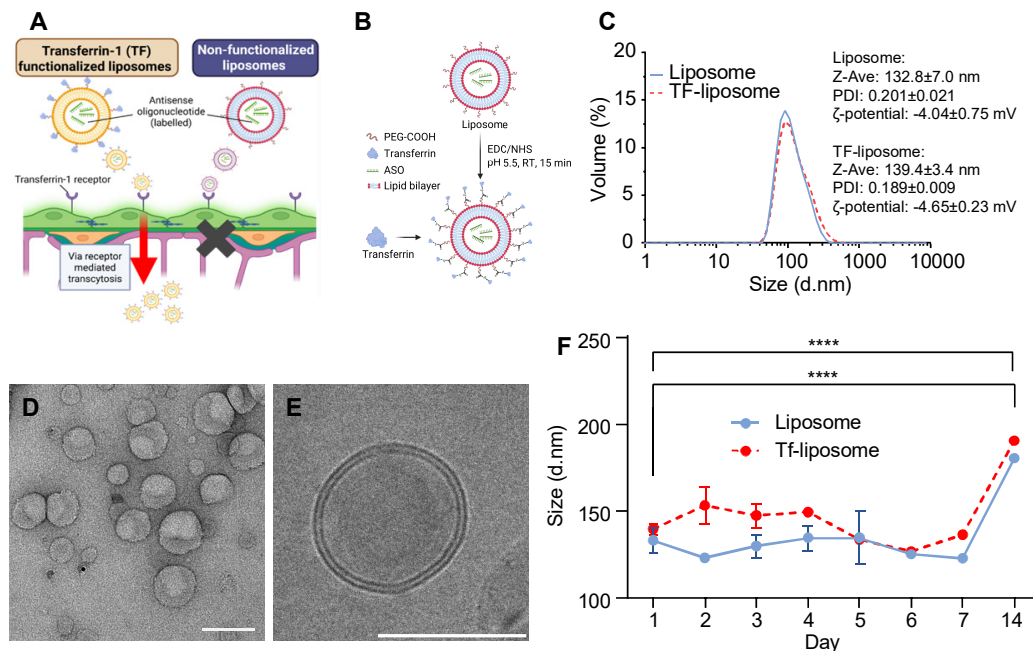 A
Transferrin-1 (TF)
functionalized liposomes
Non-functionalized
liposomes
Antisense
oligonucleotide
(labelled)
Transferrin-1 receptor
Via receptor
mediated
transcytosis
B
Liposome
PEG-COOH
Transferrin
ASO
Lipid bilayer
EDC/NHS
pH 5.5, RT, 15 min
Transferrin
C
20
15
10
5
0
Volume (%)
Liposome
TF-liposome
Liposome:
Z-Ave: 132.8±7.0 nm
PDI: 0.201±0.021
ζ-potential: -4.04±0.75 mV
TF-liposome:
Z-Ave: 139.4±3.4 nm
PDI: 0.189±0.009
ζ-potential: -4.65±0.23 mV
1 10 100 1000 10000
Size (d.nm)
D
E
F
250
200
150
100
Size (d.nm)
****
****
Liposome
Tf-liposome
1 2 3 4 5 6 7 14
Day